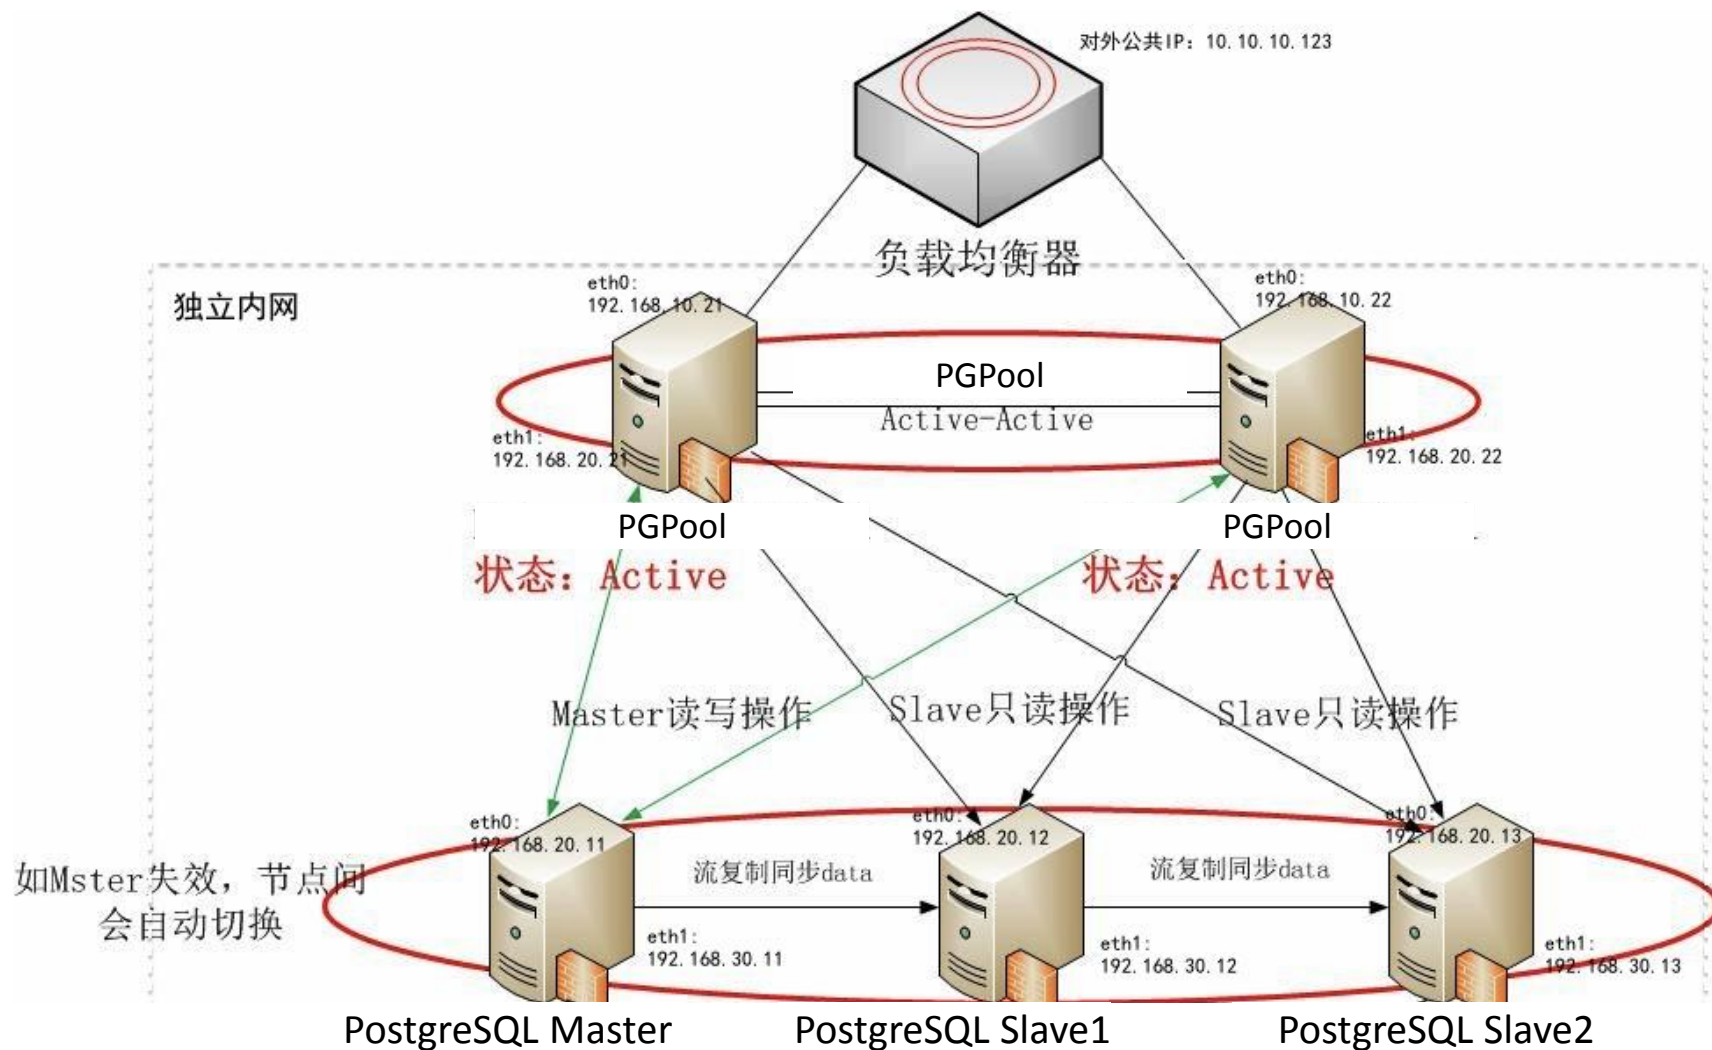 对外公共IP: 10.10.10.123
负载均衡器
独立内网
eth0:
192.168.10.21
eth0:
192.168.10.22
PGPool
Active-Active
eth1:
192.168.20.21
eth1:
192.168.20.22
PGPool
PGPool
状态: Active
状态: Active
Master读写操作
Slave只读操作
Slave只读操作
eth0:
192.168.20.11
eth0:
192.168.20.12
eth0:
192.168.20.13
如Mster失效，节点间
会自动切换
流复制同步data
流复制同步data
eth1:
192.168.30.11
eth1:
192.168.30.12
eth1:
192.168.30.13
PostgreSQL Master
PostgreSQL Slave1
PostgreSQL Slave2